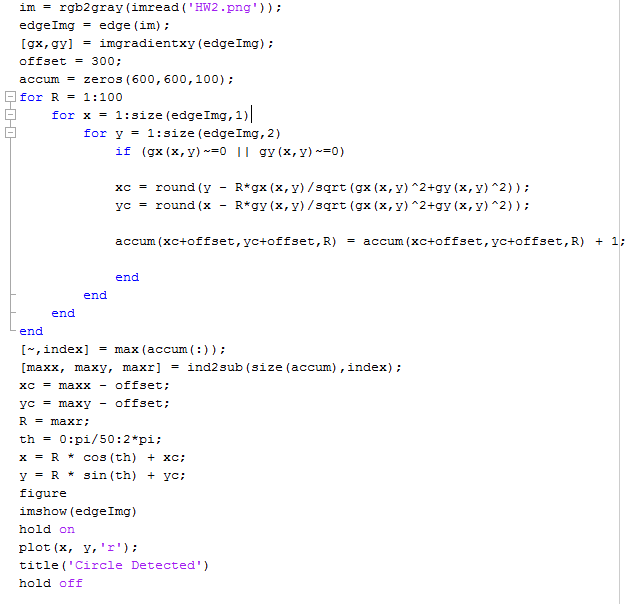 im = rgb2gray(imread('HW2.png'));
edgeImg = edge(im);
[gx,gy] = imgradientxy(edgeImg);
offset = 300;
accum = zeros(600,600,100);
for R = 1:100
    for x = 1:size(edgeImg,1)
        for y = 1:size(edgeImg,2)
            if (gx(x,y)~=0 || gy(x,y)~=0)
            xc = round(y - R*gx(x,y)/sqrt(gx(x,y)^2+gy(x,y)^2));
            yc = round(x - R*gy(x,y)/sqrt(gx(x,y)^2+gy(x,y)^2));
            accum(xc+offset,yc+offset,R) = accum(xc+offset,yc+offset,R) + 1;
            end
        end
    end
end
[~,index] = max(accum(:));
[maxx, maxy, maxr] = ind2sub(size(accum),index);
xc = maxx - offset;
yc = maxy - offset;
R = maxr;
th = 0:pi/50:2*pi;
x = R * cos(th) + xc;
y = R * sin(th) + yc;
figure
imshow(edgeImg)
hold on
plot(x, y,'r');
title('Circle Detected')
hold off